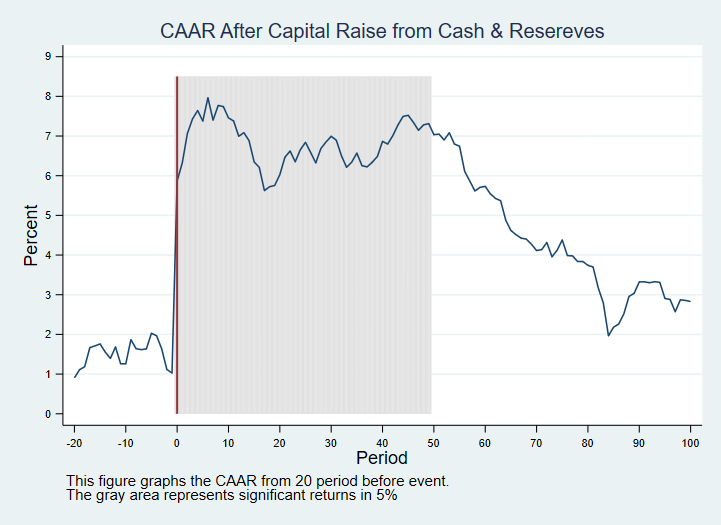 CAAR After Capital Raise from Cash & Resereves
9
8
7
6
5
4
3
2
1
0
Percent
-20 -10 0 10 20 30 40 50 60 70 80 90 100
Period
This figure graphs the CAAR from 20 period before event.
The gray area represents significant returns in 5%